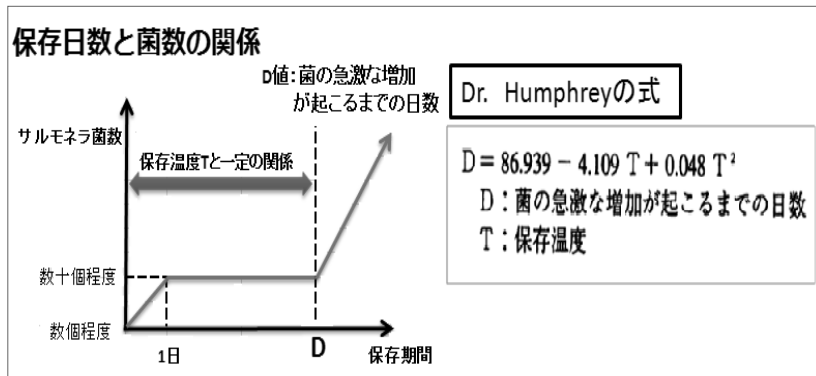 保存日数と菌数の関係
D値:菌の急激な増加
が起こるまでの日数
サルモネラ菌数
保存温度Tと一定の関係
数十個程度
数個程度
1日
D
保存期間
Dr. Humphreyの式
D = 86.939 − 4.109 T + 0.048 T²
D:菌の急激な増加が起こるまでの日数
T:保存温度